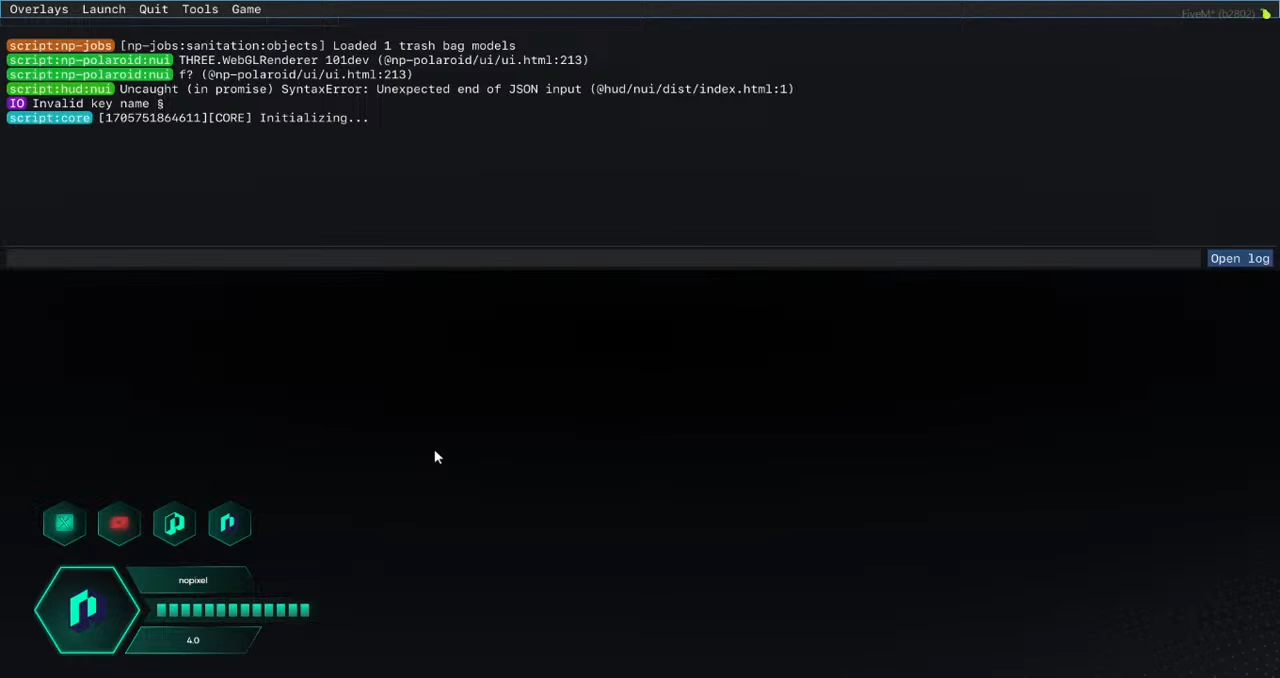 Overlays Launch Quit Tools Game
FiveM* (b2802)
script:np-jobs [np-jobs:sanitation:objects] Loaded 1 trash bag models
script:np-polaroid:nui THREE.WebGLRenderer 101dev (@np-polaroid/ui/ui.html:213)
script:np-polaroid:nui f? (@np-polaroid/ui/ui.html:213)
script:hud:nui Uncaught (in promise) SyntaxError: Unexpected end of JSON input (@hud/nui/dist/index.html:1)
IO Invalid key name §
script:core [1705751864611][CORE] Initializing...
Open log
nopixel
4.0